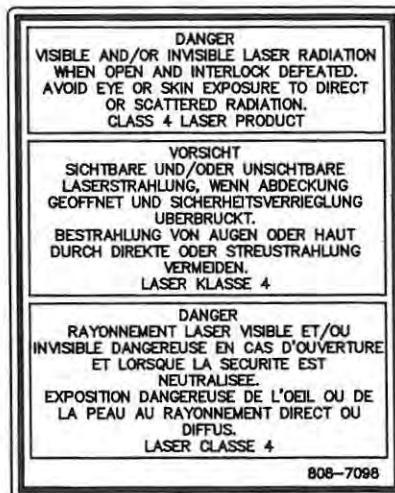 DANGER
VISIBLE AND/OR INVISIBLE LASER RADIATION
WHEN OPEN AND INTERLOCK DEFEATED.
AVOID EYE OR SKIN EXPOSURE TO DIRECT
OR SCATTERED RADIATION.
CLASS 4 LASER PRODUCT
VORSICHT
SICHTBARE UND/ODER UNSICHTBARE
LASERSTRAHLUNG, WENN ABDECKUNG
GEOFFNET UND SICHERHEITSVERRIEGLUNG
UBERBRUCKT.
BESTRAHLUNG VON AUGEN ODER HAUT
DURCH DIREKTE ODER STREUSTRAHLUNG
VERMEIDEN.
LASER KLASSE 4
DANGER
RAYONNEMENT LASER VISIBLE ET/OU
INVISIBLE DANGEREUSE EN CAS D'OUVERTURE
ET LORSQUE LA SECURITE EST
NEUTRALISEE.
EXPOSITION DANGEREUSE DE L'OEIL OU DE
LA PEAU AU RAYONNEMENT DIRECT OU
DIFFUS.
LASER CLASSE 4
808-7098